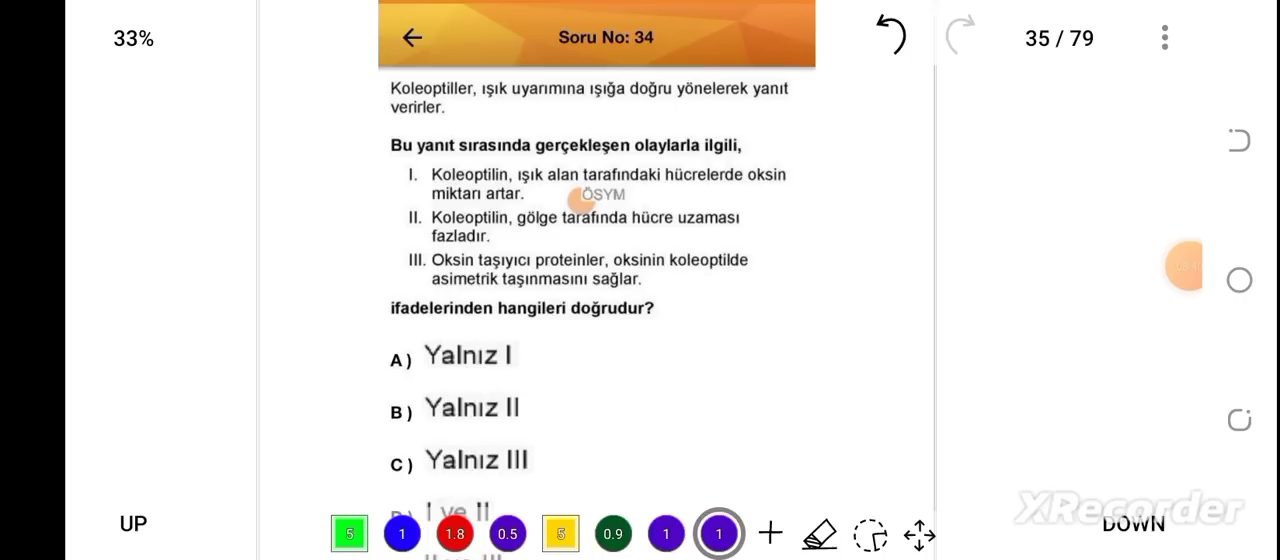 33%
Soru No: 34
35 / 79
Koleoptiller, ışık uyarımına ışığa doğru yönelerek yanıt
verirler.
Bu yanıt sırasında gerçekleşen olaylarla ilgili,
I. Koleoptilin, ışık alan tarafındaki hücrelerde oksin
miktarı artar.
ÖSYM
II. Koleoptilin, gölge tarafında hücre uzaması
fazladır.
III. Oksin taşıyıcı proteinler, oksinin koleoptilde
asimetrik taşınmasını sağlar.
ifadelerinden hangileri doğrudur?
A) Yalnız I
B) Yalnız II
C) Yalnız III
I ve II
UP
5 1 1.8 0.5 5 0.9 1 1
XRecorder
DOWN